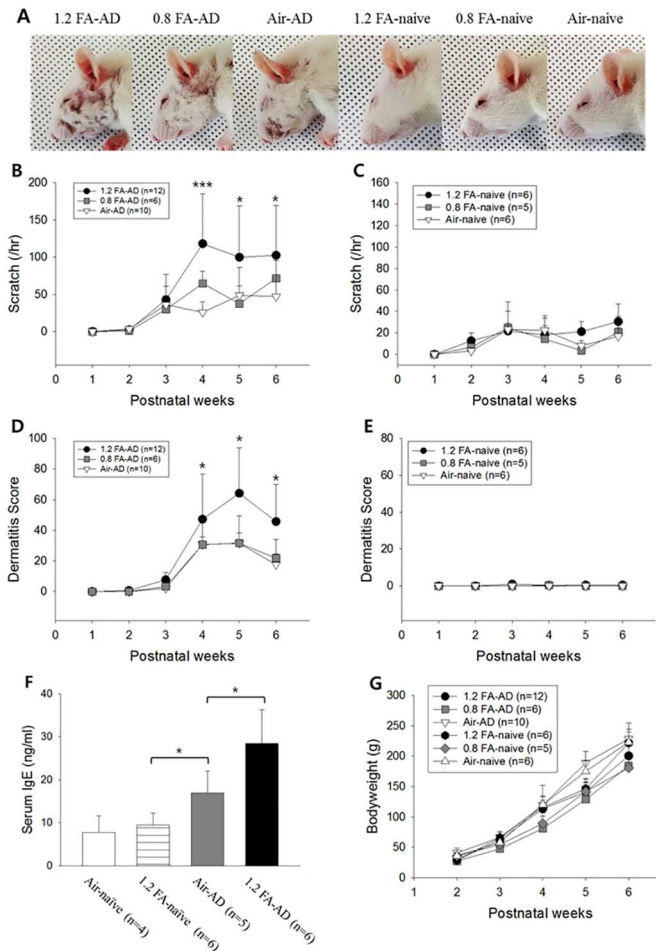 A
1.2 FA-AD 0.8 FA-AD Air-AD 1.2 FA-naive 0.8 FA-naive Air-naive
B
200
150
100
50
0
Scratch (/hr)
1.2 FA-AD (n=12)
0.8 FA-AD (n=6)
Air-AD (n=10)
*** * *
0 1 2 3 4 5 6
Postnatal weeks
C
160
140
120
100
80
60
40
20
0
Scratch (/hr)
1.2 FA-naive (n=6)
0.8 FA-naive (n=5)
Air-naive (n=6)
0 1 2 3 4 5 6
Postnatal weeks
D
100
80
60
40
20
0
Dermatitis Score
1.2 FA-AD (n=12)
0.8 FA-AD (n=6)
Air-AD (n=10)
* * *
0 1 2 3 4 5 6
Postnatal weeks
E
80
60
40
20
0
Dermatitis Score
1.2 FA-naive (n=6)
0.8 FA-naive (n=5)
Air-naive (n=6)
0 1 2 3 4 5 6
Postnatal weeks
F
40
30
20
10
0
Serum IgE (ng/ml)
*
*
Air-naïve (n=4)
1.2 FA-naïve (n=6)
Air-AD (n=5)
1.2 FA-AD (n=6)
G
300
250
200
150
100
50
0
Bodyweight (g)
1.2 FA-AD (n=12)
0.8 FA-AD (n=6)
Air-AD (n=10)
1.2 FA-naive (n=6)
0.8 FA-naive (n=5)
Air-naive (n=6)
1 2 3 4 5 6
Postnatal weeks